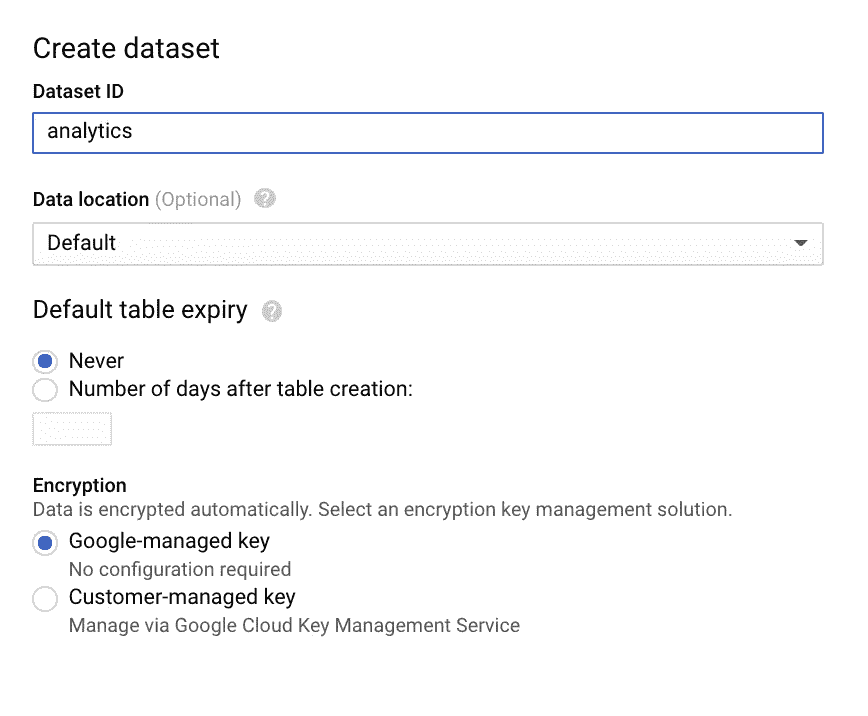 Create dataset
Dataset ID
analytics
Data location (Optional) ?
Default
Default table expiry ?
Never
Number of days after table creation:
Encryption
Data is encrypted automatically. Select an encryption key management solution.
Google-managed key
No configuration required
Customer-managed key
Manage via Google Cloud Key Management Service